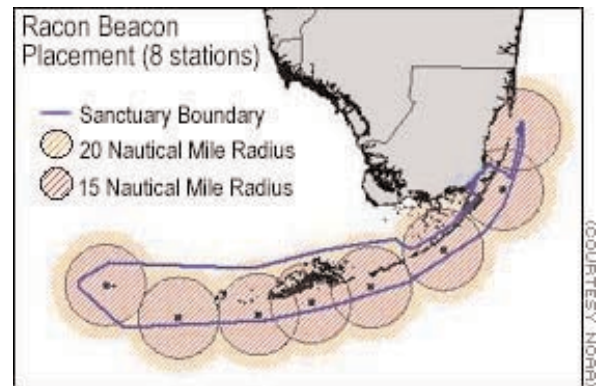 Racon Beacon
Placement (8 stations)
Sanctuary Boundary
20 Nautical Mile Radius
15 Nautical Mile Radius
(COURTESY NOAA)